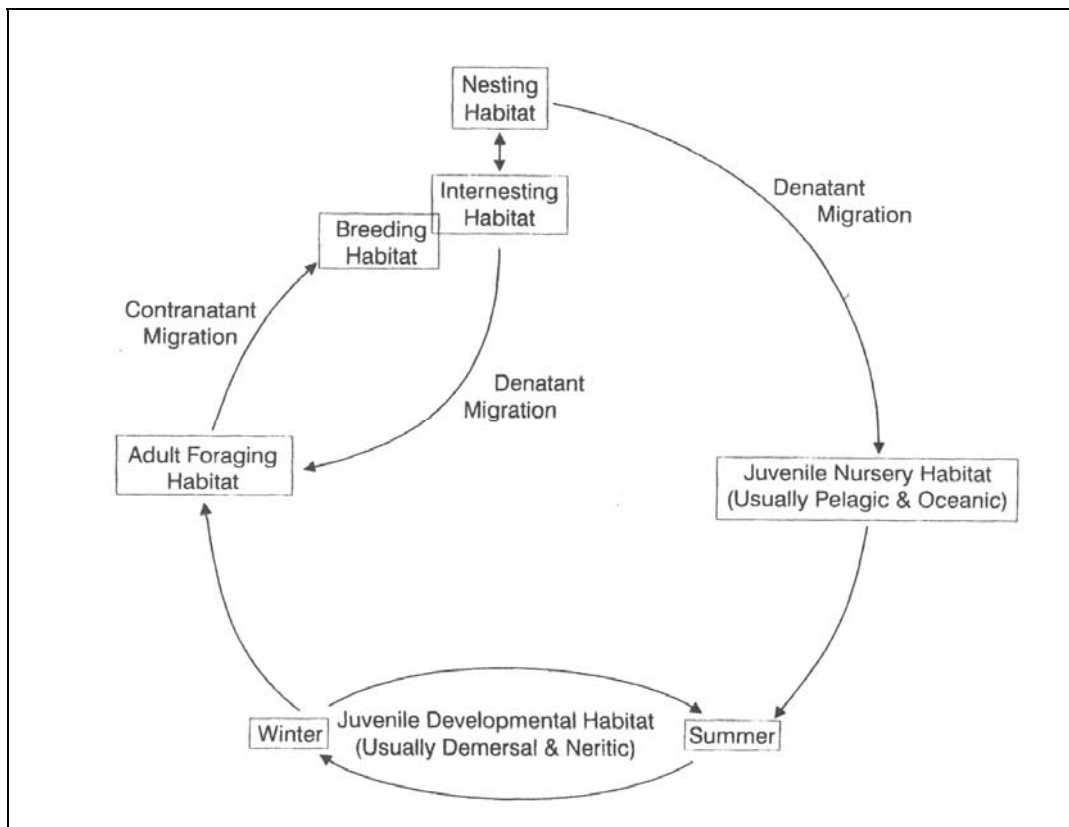 Nesting
Habitat
Internesting
Habitat
Breeding
Habitat
Denatant
Migration
Contranatant
Migration
Denatant
Migration
Adult Foraging
Habitat
Juvenile Nursery Habitat
(Usually Pelagic & Oceanic)
Winter
Juvenile Developmental Habitat
(Usually Demersal & Neritic)
Summer